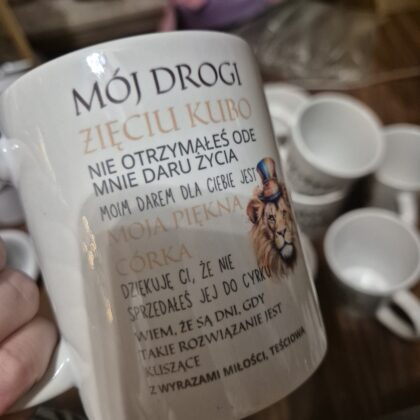 MÓJ DROGI
ZIĘCIU KUBO
NIE OTRZYMAŁEŚ ODE
MNIE DARU ŻYCIA
MOIM DAREM DLA CIEBIE JEST
MOJA PIĘKNA
CÓRKA
DZIĘKUJĘ CI, ŻE NIE
SPRZEDAŁEŚ JEJ DO CYRKU
WIEM, ŻE SĄ DNI, GDY
TAKIE ROZWIĄZANIE JEST
KUSZĄCE
Z WYRAZAMI MIŁOŚCI, TEŚCIOWA